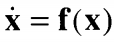 ẋ = f(x)